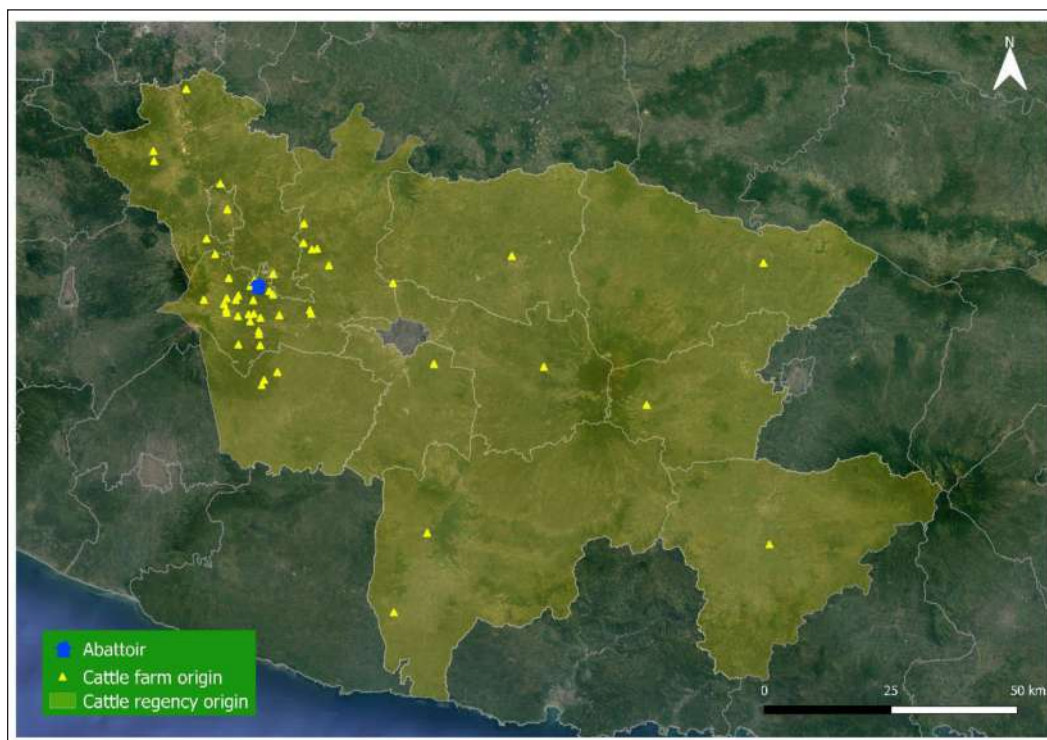 N
Abattoir
Cattle farm origin
Cattle regency origin
0 25 50 km